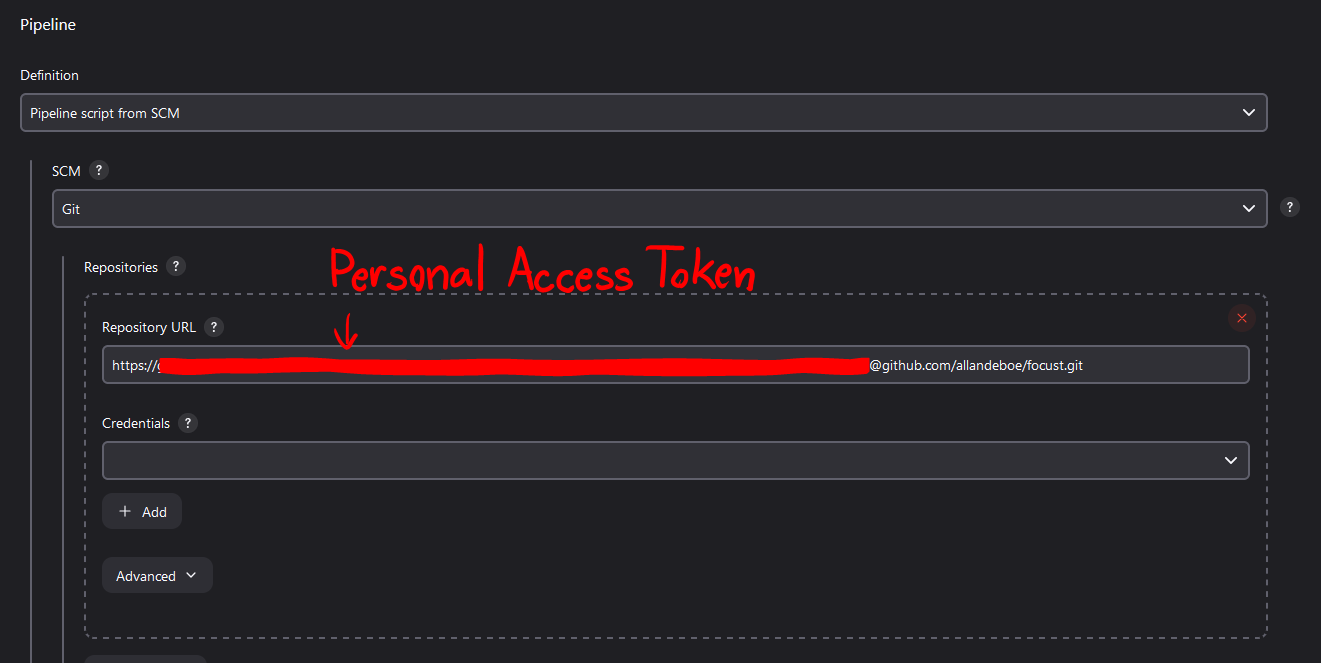 Pipeline
Definition
Pipeline script from SCM
SCM ?
Git
?
Repositories ?
Personal Access Token
Repository URL ?
https://g
@github.com/allandeboe/focust.git
Credentials ?
Add
Advanced